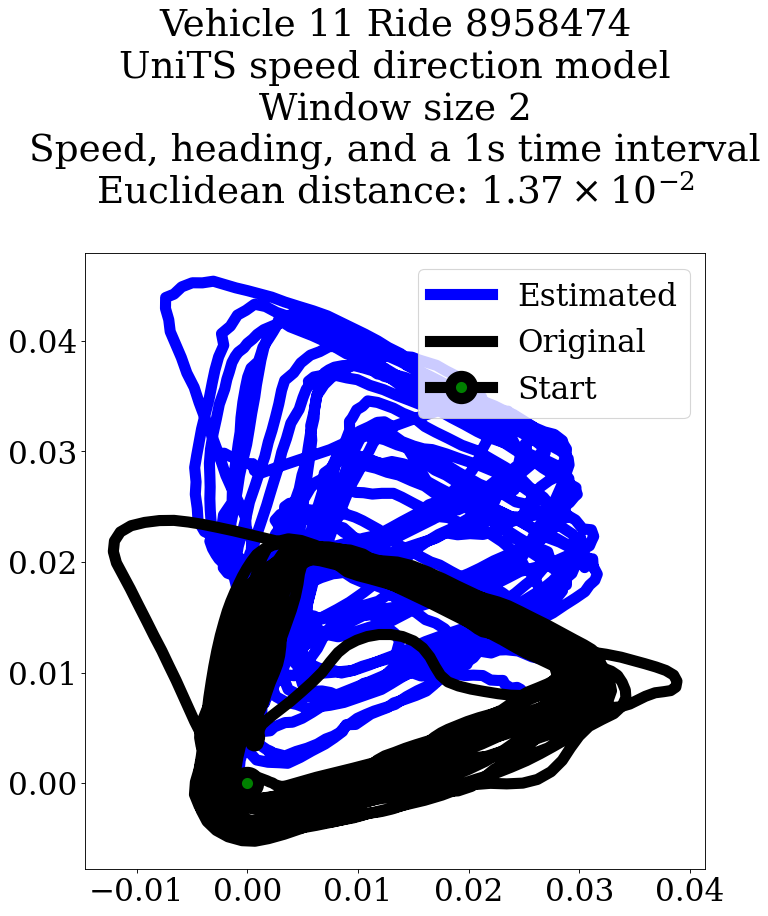 Vehicle 11 Ride 8958474
UniTS speed direction model
Window size 2
Speed, heading, and a 1s time interval
Euclidean distance: 1.37 × 10⁻²
Estimated
Original
Start
0.04
0.03
0.02
0.01
0.00
−0.01 0.00 0.01 0.02 0.03 0.04